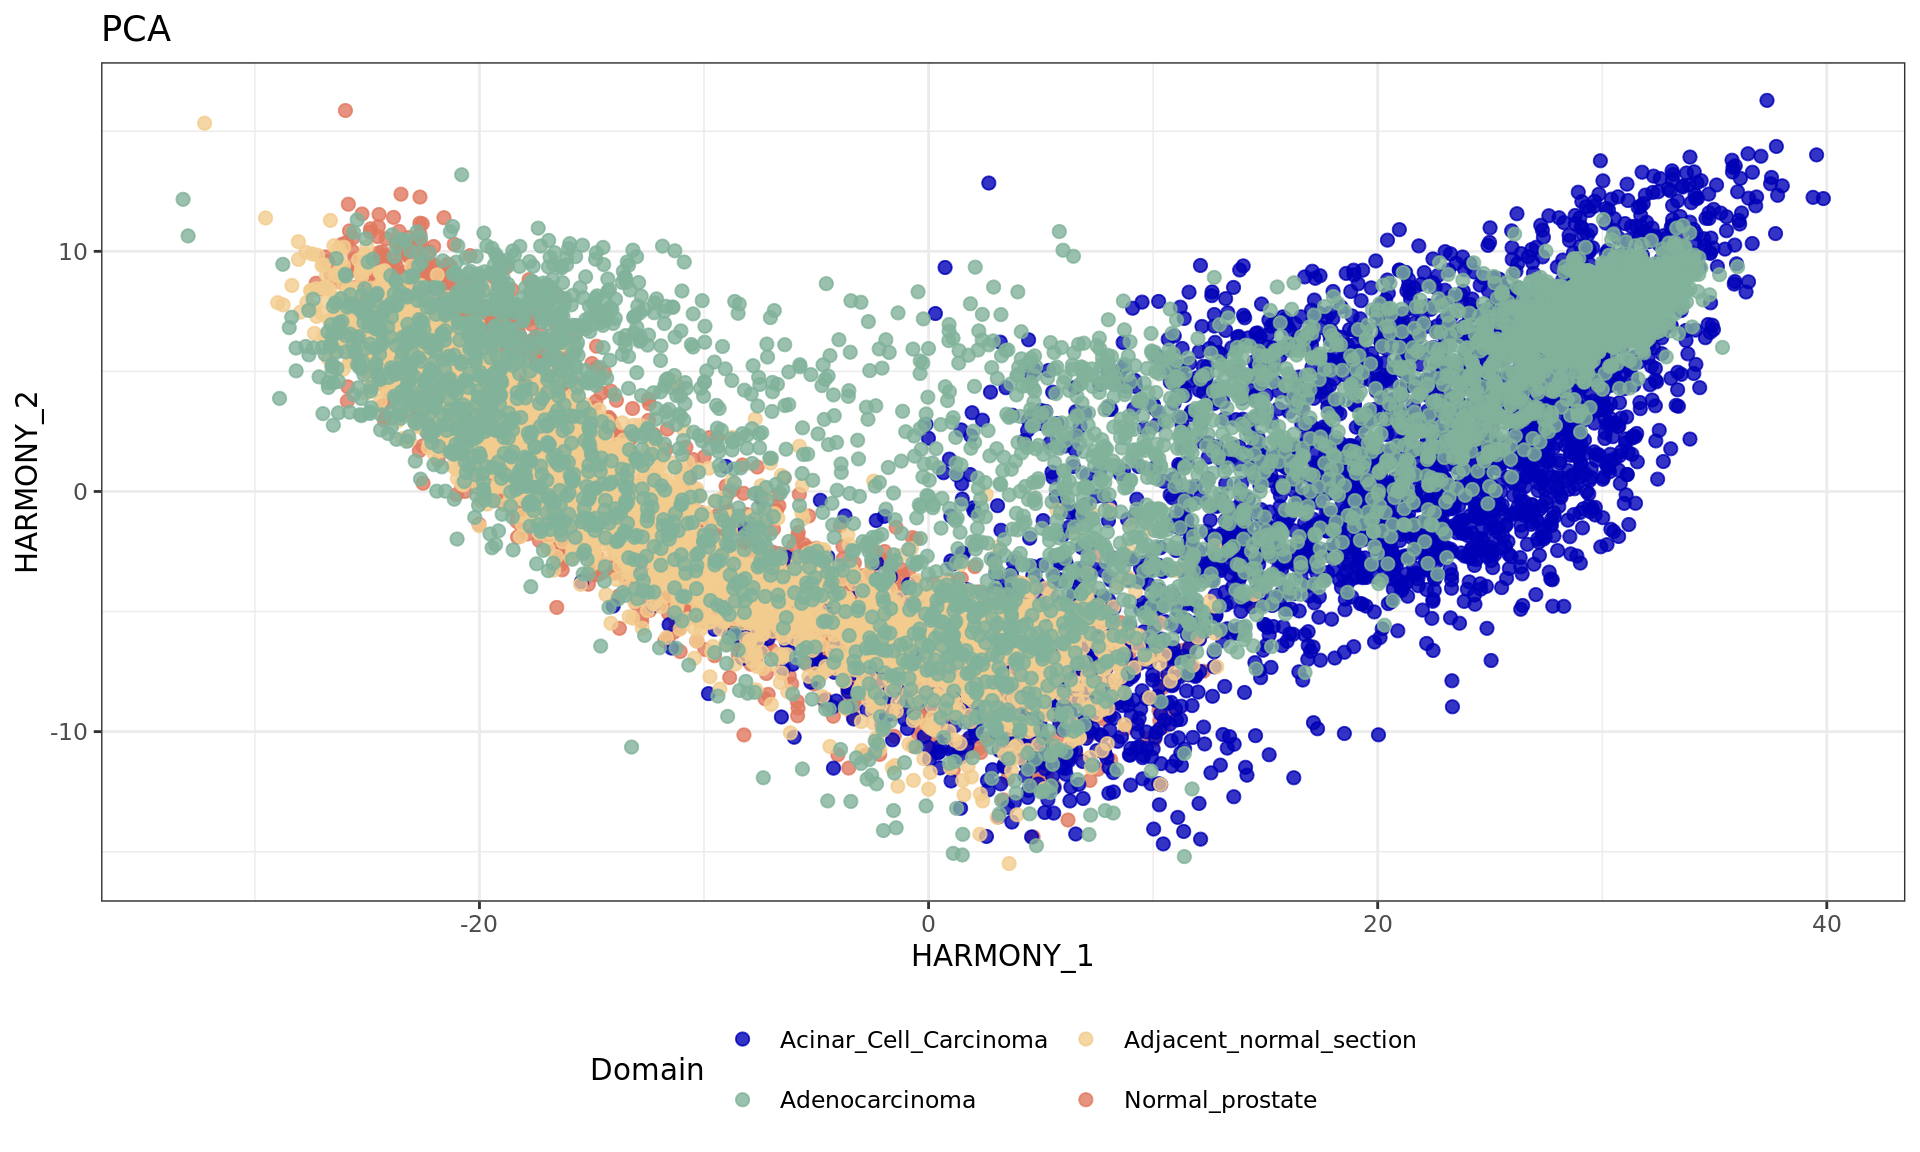 PCA
HARMONY_2
10
0
-10
-20
0
20
40
HARMONY_1
Domain
Acinar_Cell_Carcinoma
Adjacent_normal_section
Adenocarcinoma
Normal_prostate